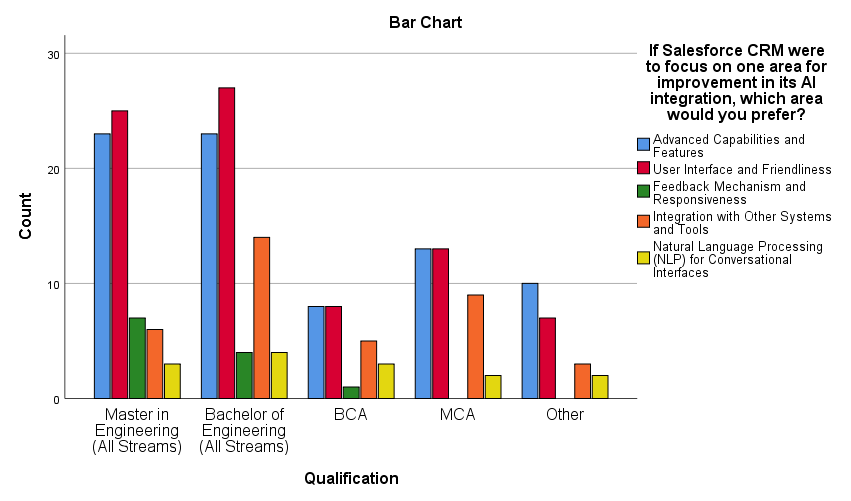 Bar Chart
If Salesforce CRM were
to focus on one area for
improvement in its AI
integration, which area
would you prefer?
Advanced Capabilities and
Features
User Interface and Friendliness
Feedback Mechanism and
Responsiveness
Integration with Other Systems
and Tools
Natural Language Processing
(NLP) for Conversational
Interfaces
Count
30
20
10
0
Master in
Engineering
(All Streams)
Bachelor of
Engineering
(All Streams)
BCA
MCA
Other
Qualification